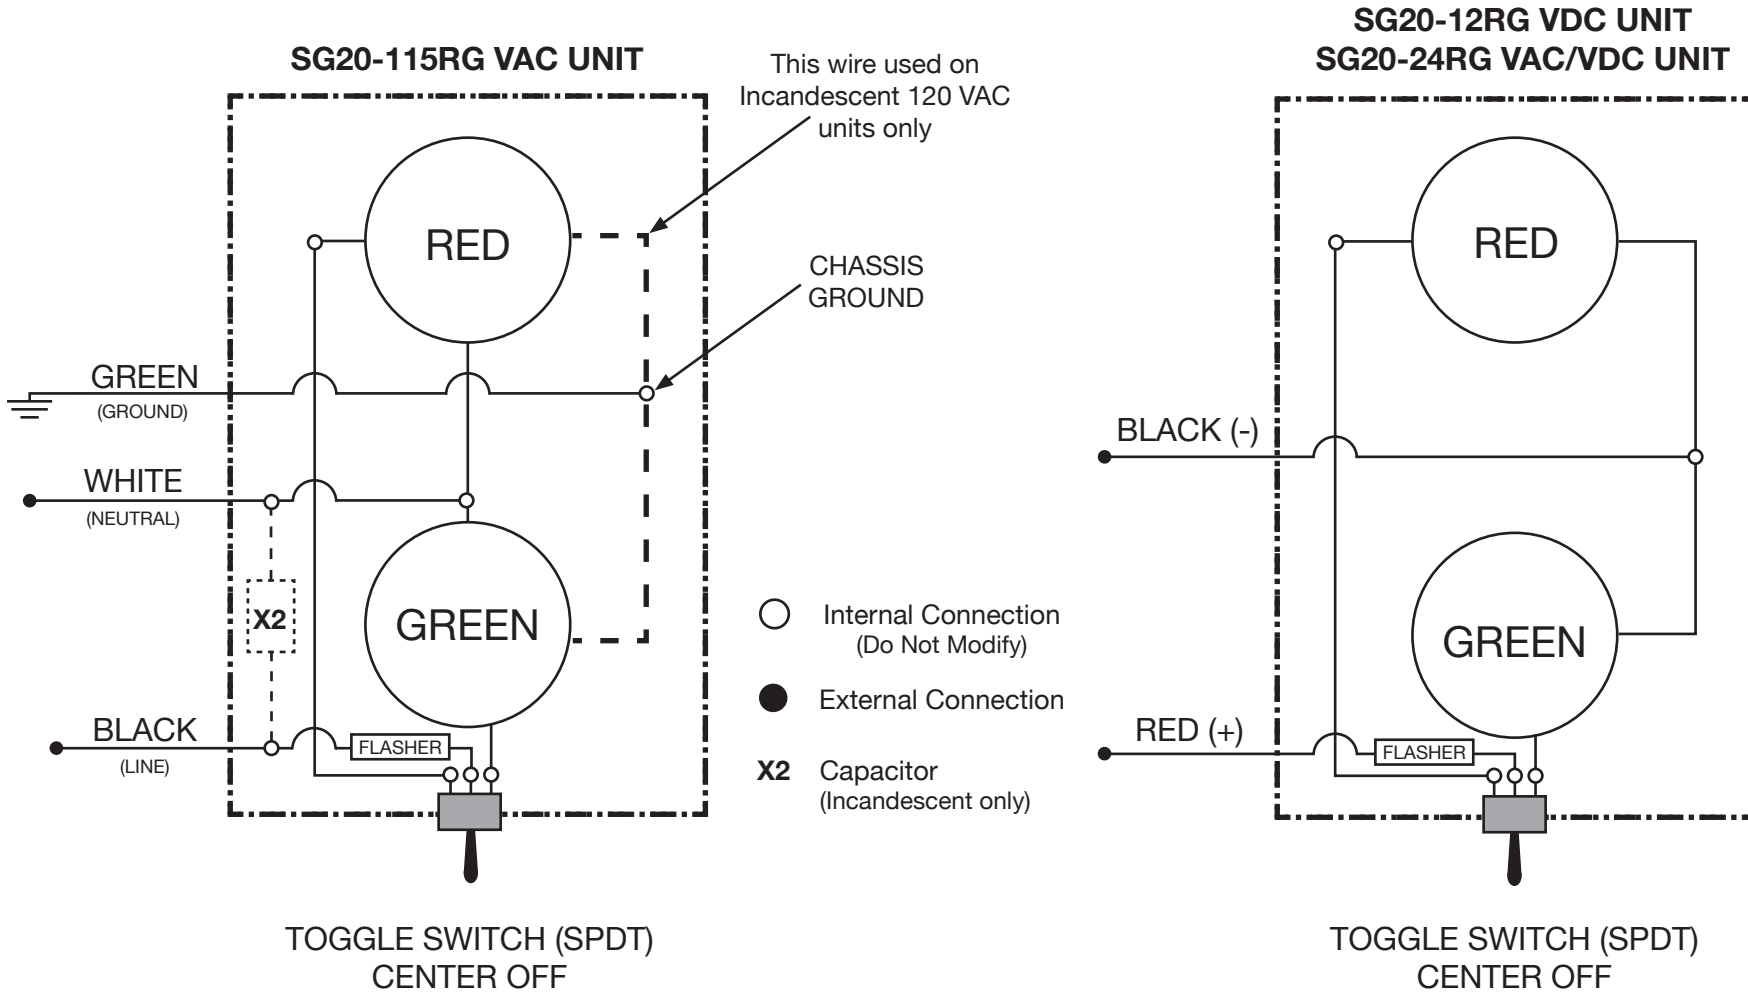 SG20-115RG VAC UNIT
This wire used on
Incandescent 120 VAC
units only
RED
CHASSIS
GROUND
GREEN
(GROUND)
WHITE
(NEUTRAL)
X2
GREEN
BLACK
(LINE)
FLASHER
TOGGLE SWITCH (SPDT)
CENTER OFF
Internal Connection
(Do Not Modify)
External Connection
X2 Capacitor
(Incandescent only)
SG20-12RG VDC UNIT
SG20-24RG VAC/VDC UNIT
RED
BLACK (-)
GREEN
RED (+)
FLASHER
TOGGLE SWITCH (SPDT)
CENTER OFF